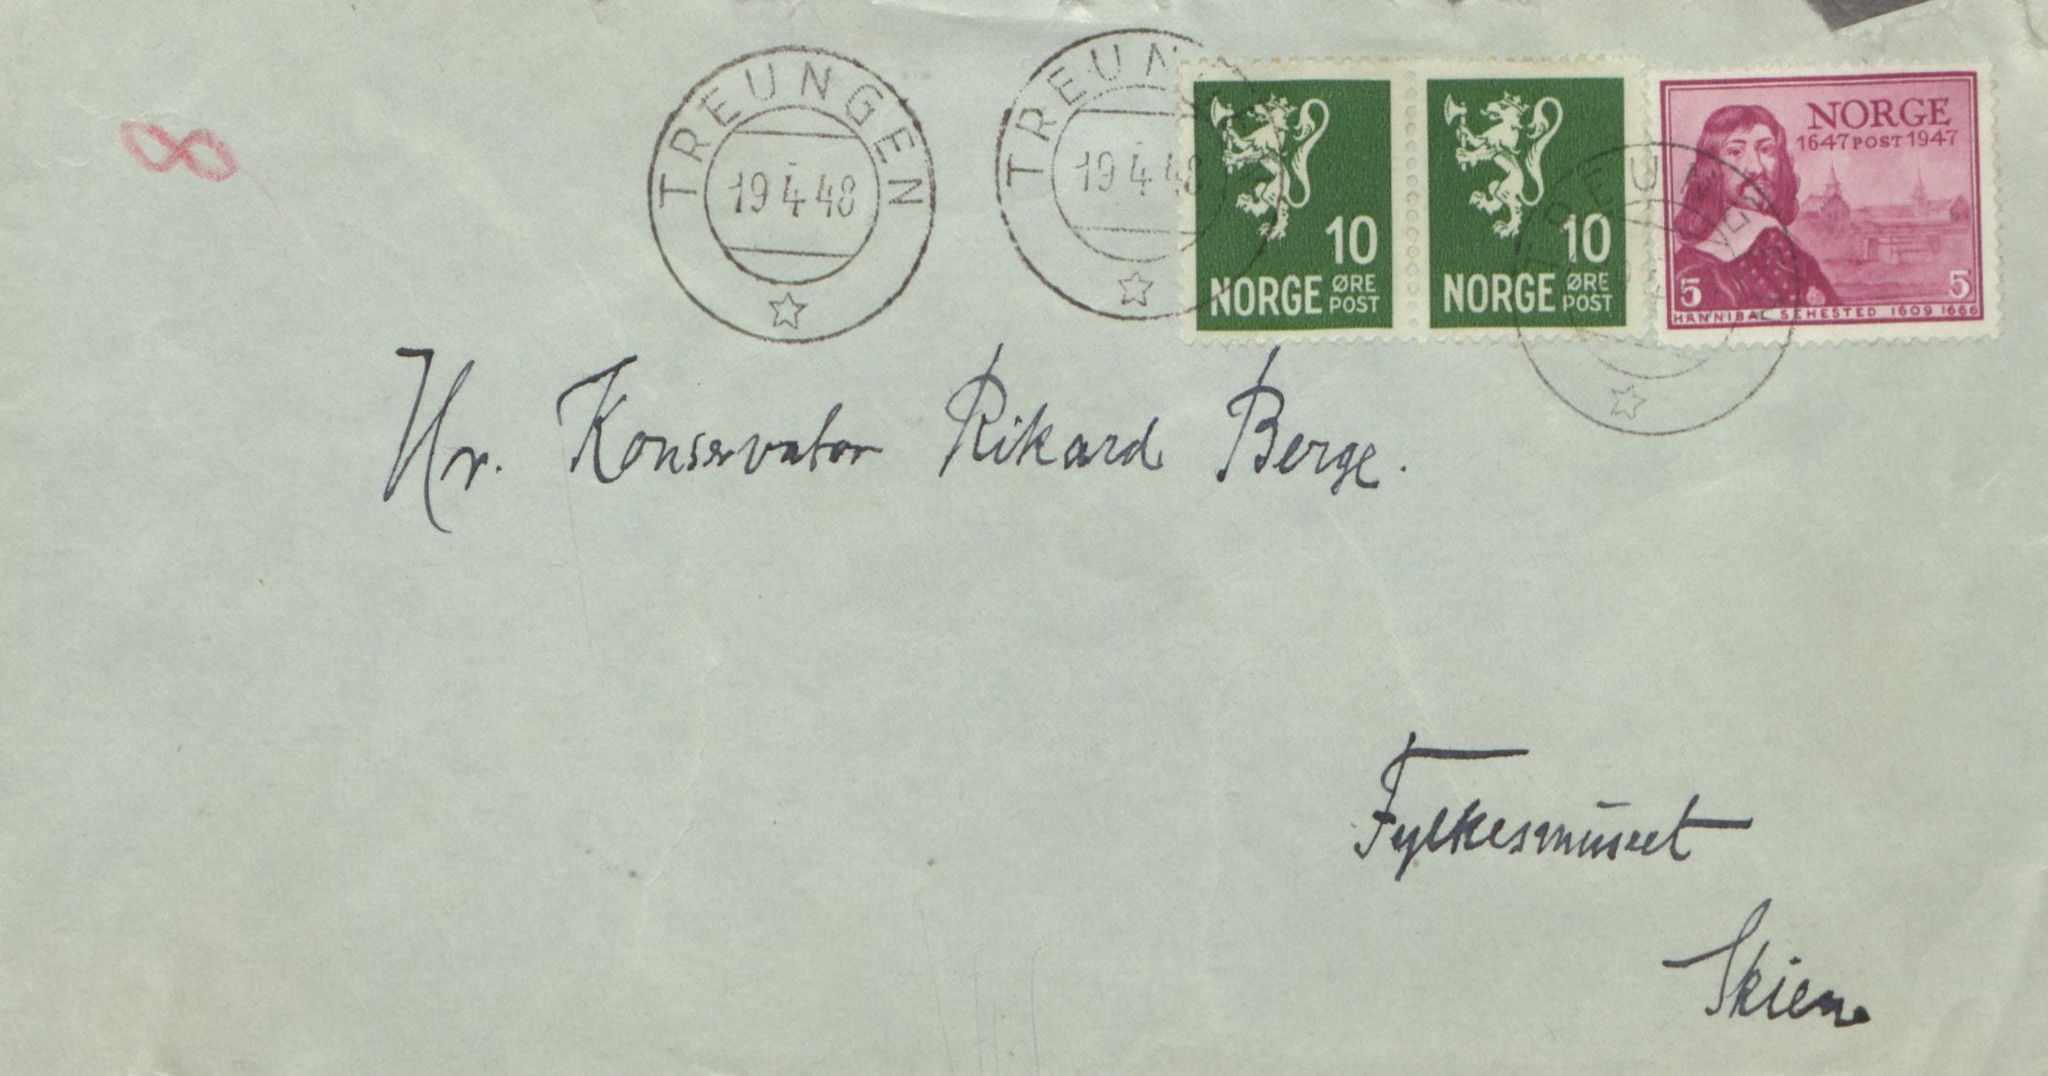 TREUNGEN
19.4.48
TREUN
19.4.48
10
NORGE ØRE POST
10
NORGE ØRE POST
NORGE
1647 POST 1947
5 5
HANNIBAL SEHESTED 1609 1666
Hr. Konservator Rikard Berge.
Fylkesmuseet
Skien